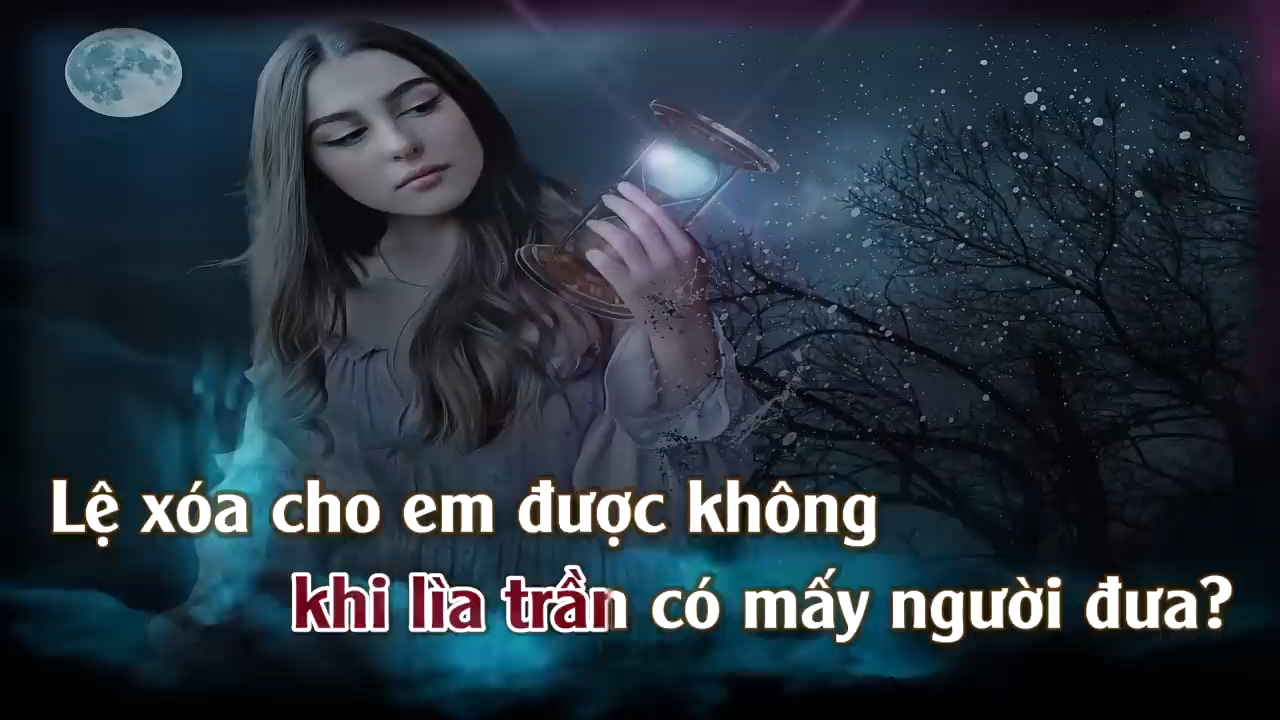 Lệ xóa cho em được không
khi lìa trần có mấy người đưa?